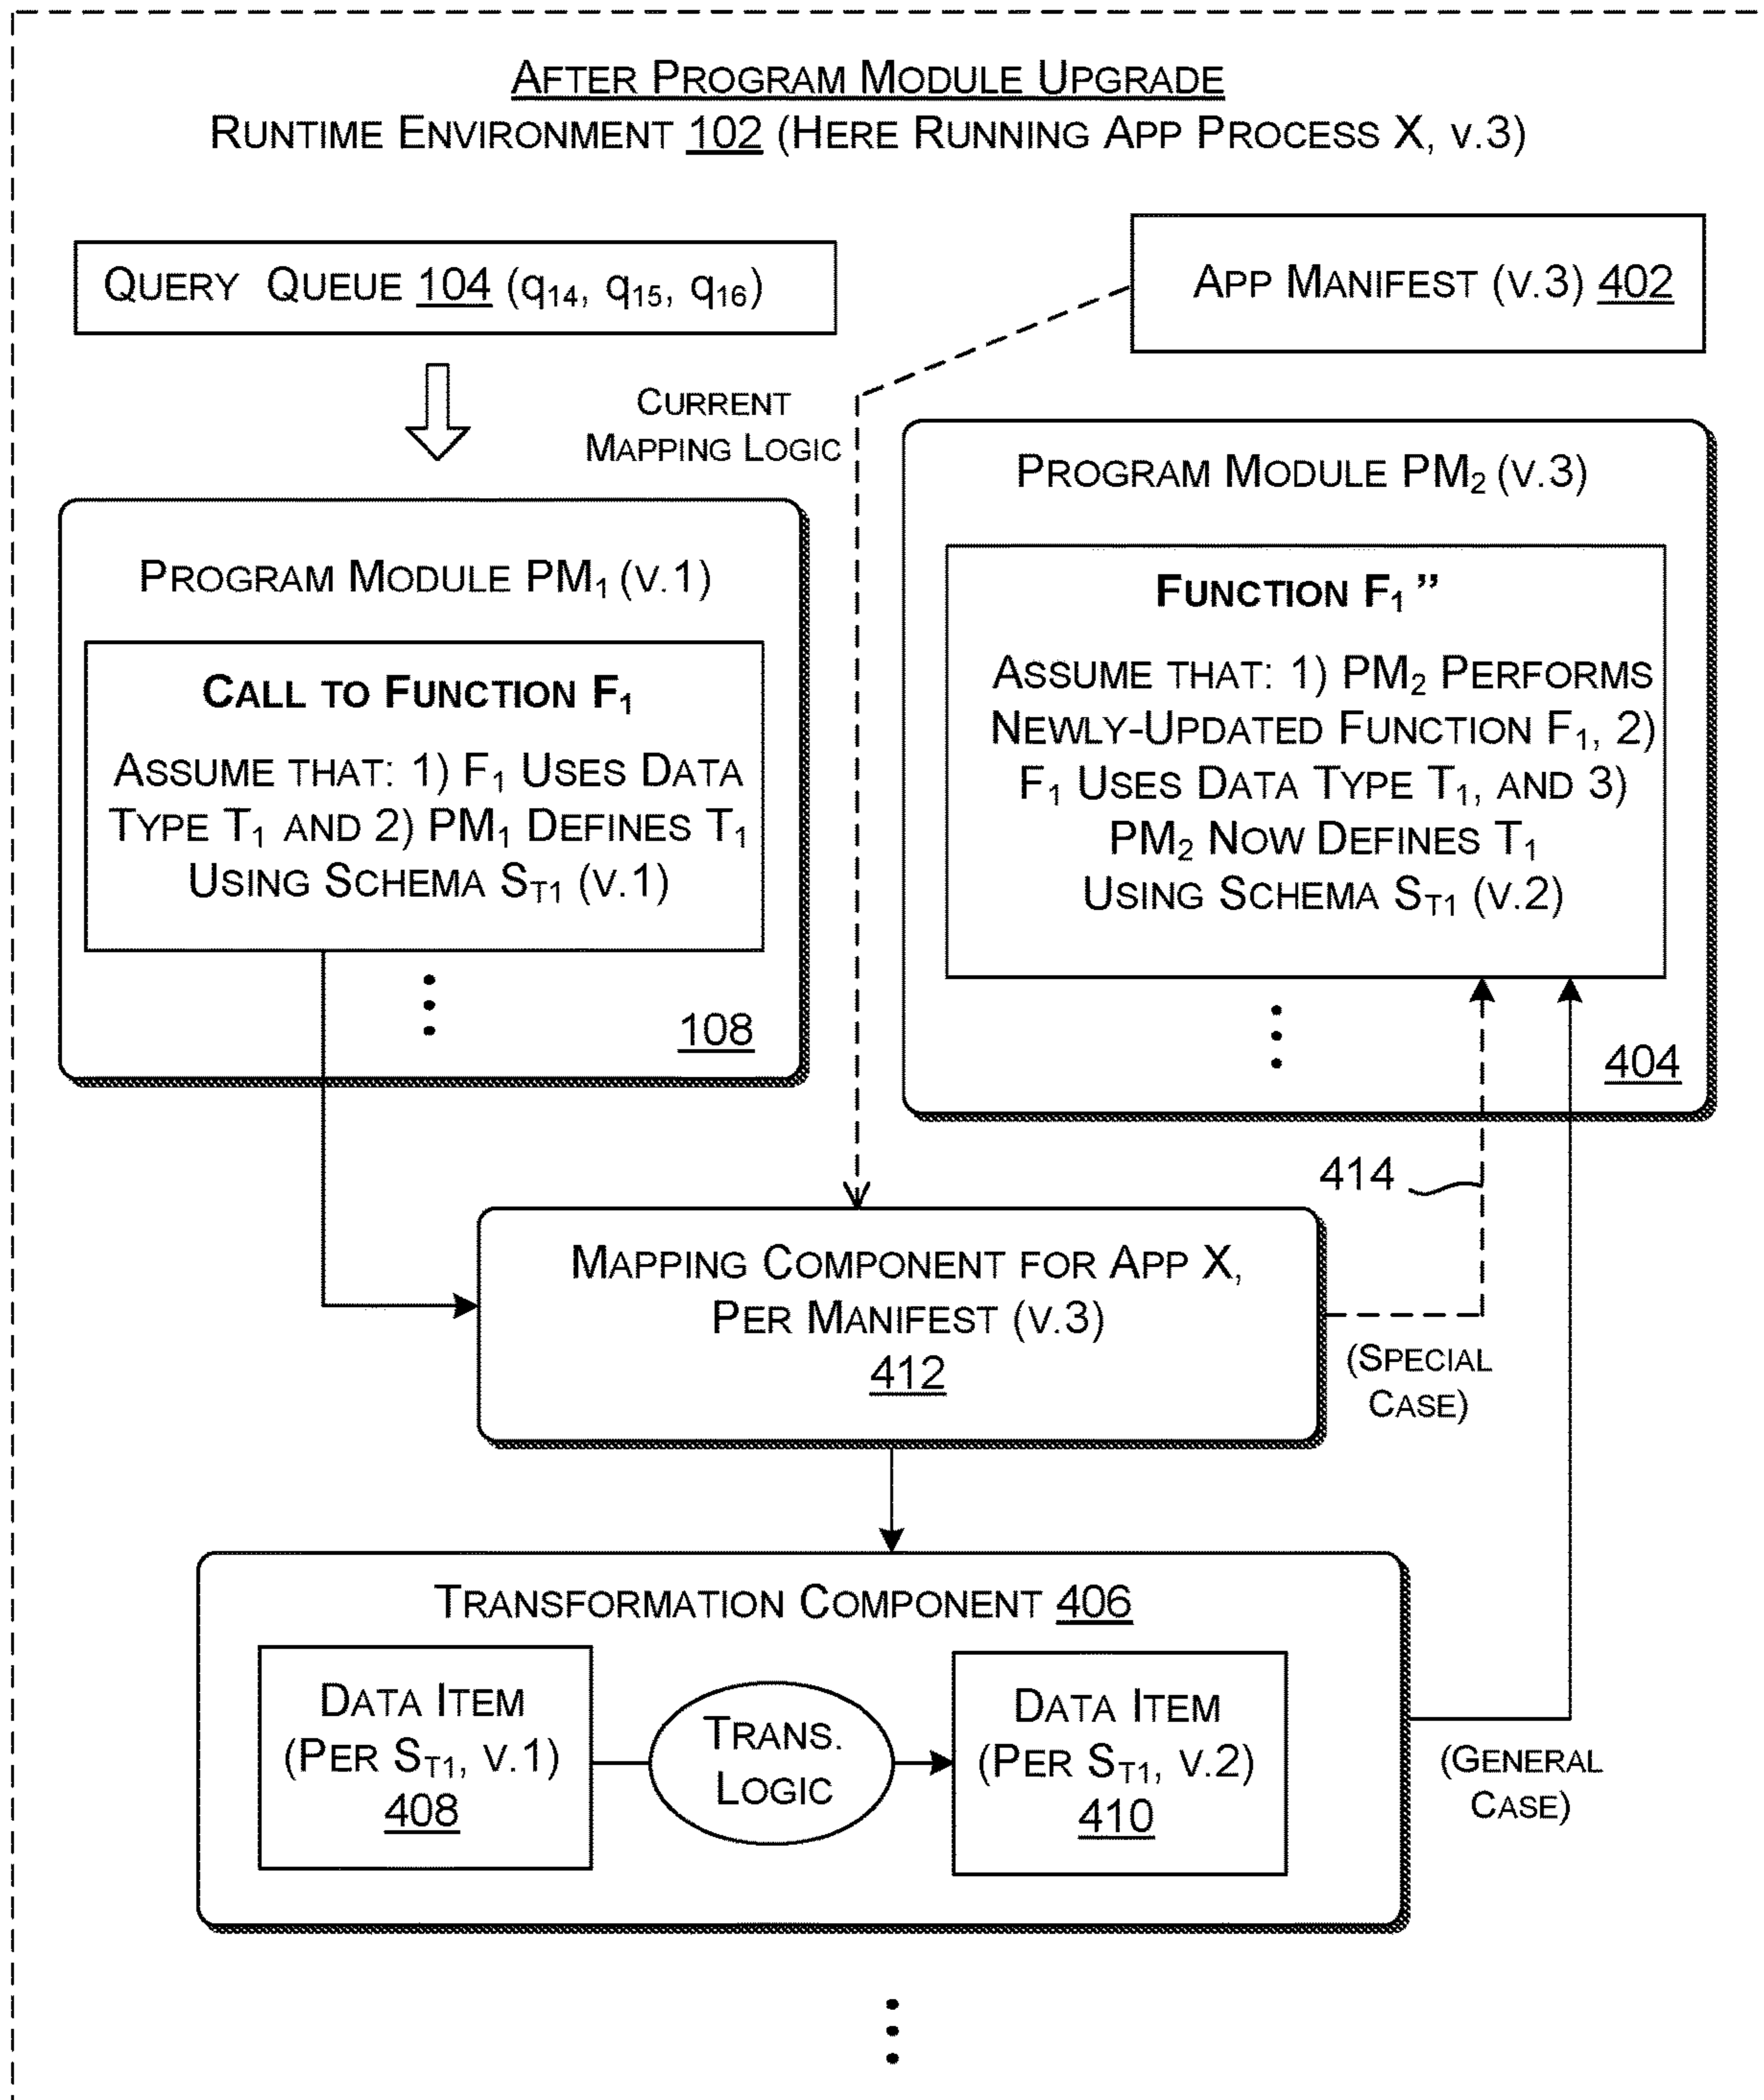 AFTER PROGRAM MODULE UPGRADE
RUNTIME ENVIRONMENT 102 (HERE RUNNING APP PROCESS X, V.3)
QUERY QUEUE 104 (q14, q15, q16)
APP MANIFEST (V.3) 402
CURRENT
MAPPING LOGIC
PROGRAM MODULE PM1 (V.1)
CALL TO FUNCTION F1
ASSUME THAT: 1) F1 USES DATA
TYPE T1 AND 2) PM1 DEFINES T1
USING SCHEMA ST1 (V.1)
108
PROGRAM MODULE PM2 (V.3)
FUNCTION F1 ”
ASSUME THAT: 1) PM2 PERFORMS
NEWLY-UPDATED FUNCTION F1, 2)
F1 USES DATA TYPE T1, AND 3)
PM2 NOW DEFINES T1
USING SCHEMA ST1 (V.2)
404
414
MAPPING COMPONENT FOR APP X,
PER MANIFEST (V.3)
412
(SPECIAL
CASE)
TRANSFORMATION COMPONENT 406
DATA ITEM
(PER ST1, V.1)
408
TRANS.
LOGIC
DATA ITEM
(PER ST1, V.2)
410
(GENERAL
CASE)